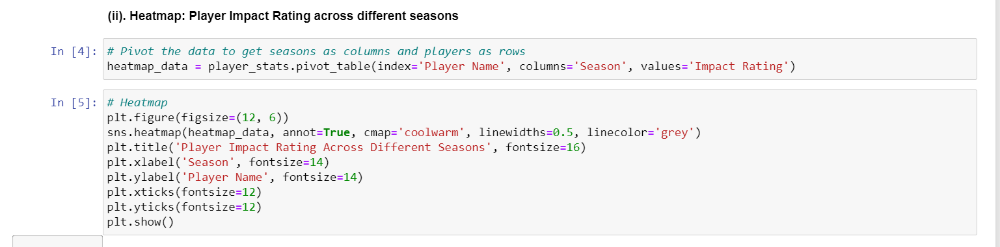 (ii). Heatmap: Player Impact Rating across different seasons
In [4]: # Pivot the data to get seasons as columns and players as rows
heatmap_data = player_stats.pivot_table(index='Player Name', columns='Season', values='Impact Rating')
In [5]: # Heatmap
plt.figure(figsize=(12, 6))
sns.heatmap(heatmap_data, annot=True, cmap='coolwarm', linewidths=0.5, linecolor='grey')
plt.title('Player Impact Rating Across Different Seasons', fontsize=16)
plt.xlabel('Season', fontsize=14)
plt.ylabel('Player Name', fontsize=14)
plt.xticks(fontsize=12)
plt.yticks(fontsize=12)
plt.show()